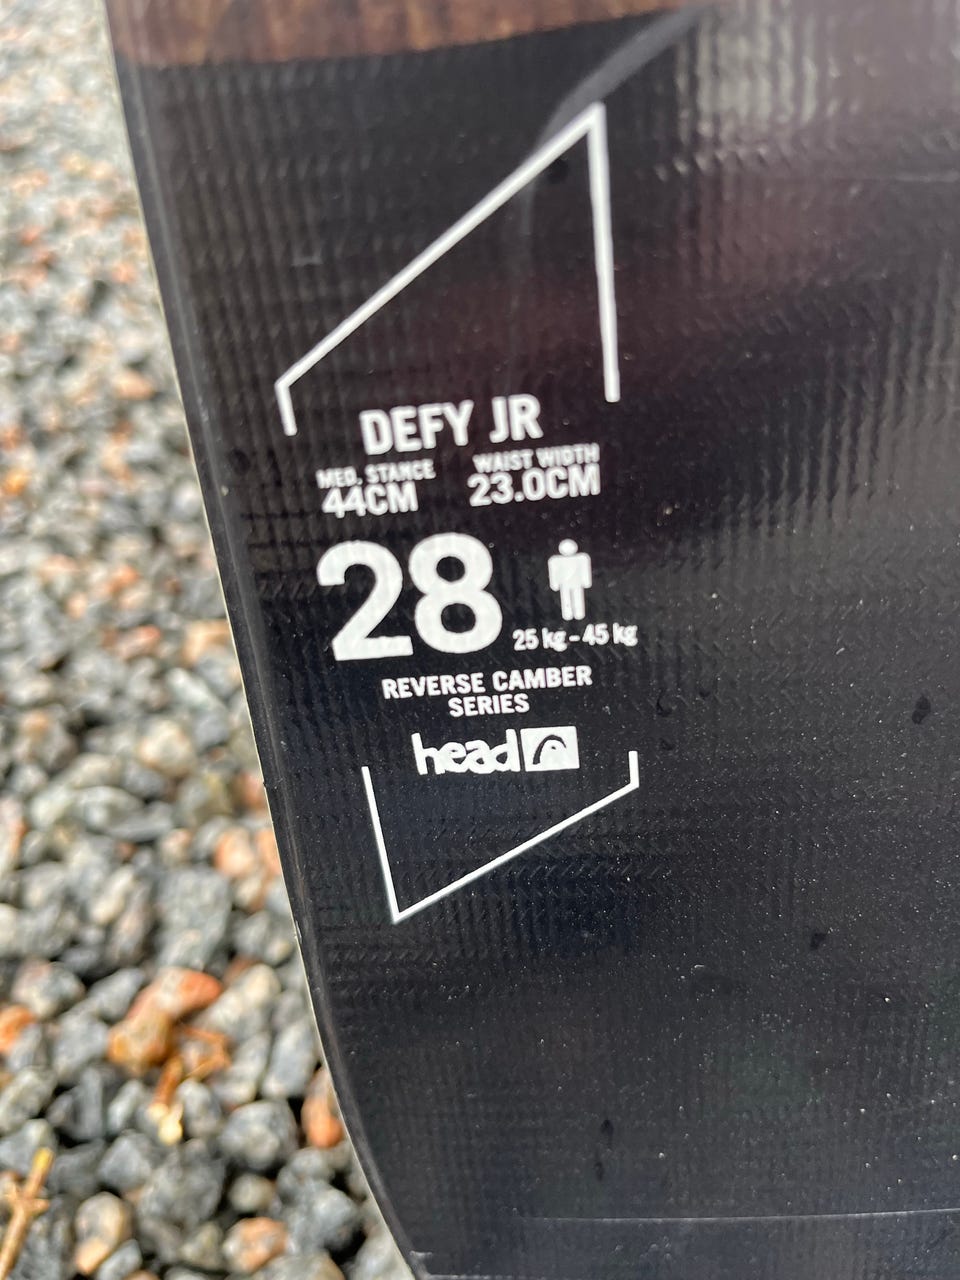 DEFY JR
MED. STANCE WAIST WIDTH
44CM 23.0CM
28
25 kg - 45 kg
REVERSE CAMBER
SERIES
head